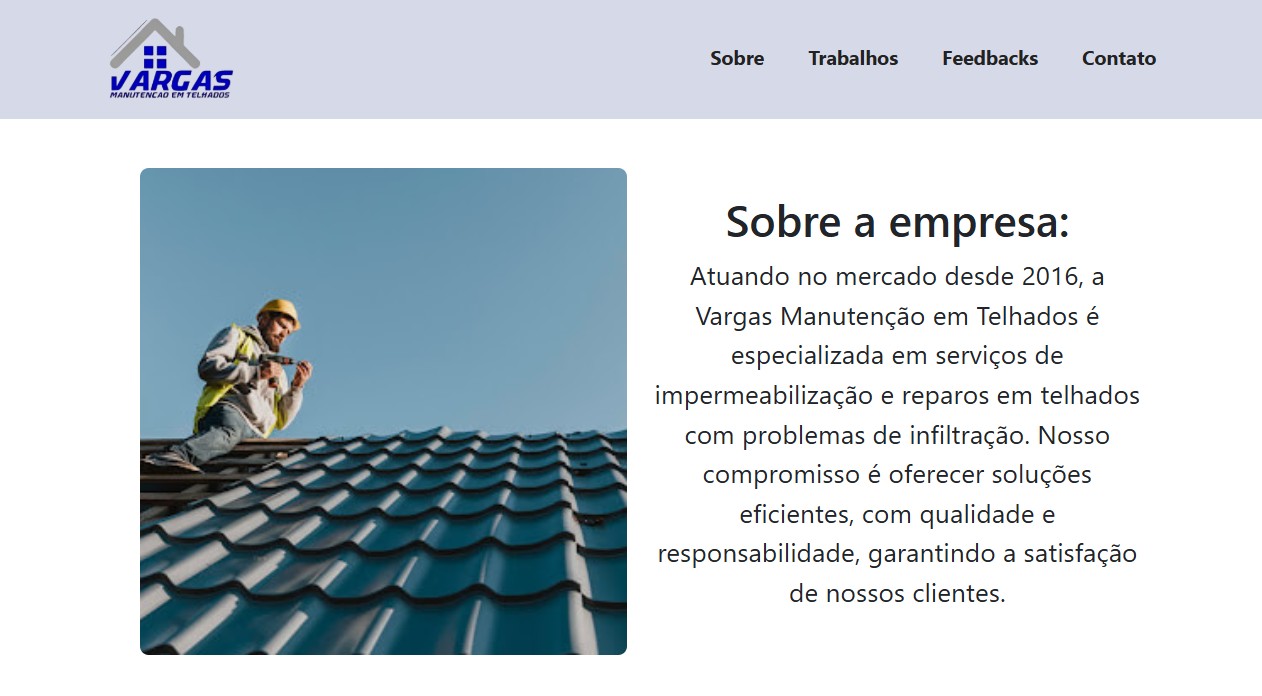 VARGAS
MANUTENCAO EM TELHADOS
Sobre Trabalhos Feedbacks Contato
Sobre a empresa:
Atuando no mercado desde 2016, a
Vargas Manutenção em Telhados é
especializada em serviços de
impermeabilização e reparos em telhados
com problemas de infiltração. Nosso
compromisso é oferecer soluções
eficientes, com qualidade e
responsabilidade, garantindo a satisfação
de nossos clientes.